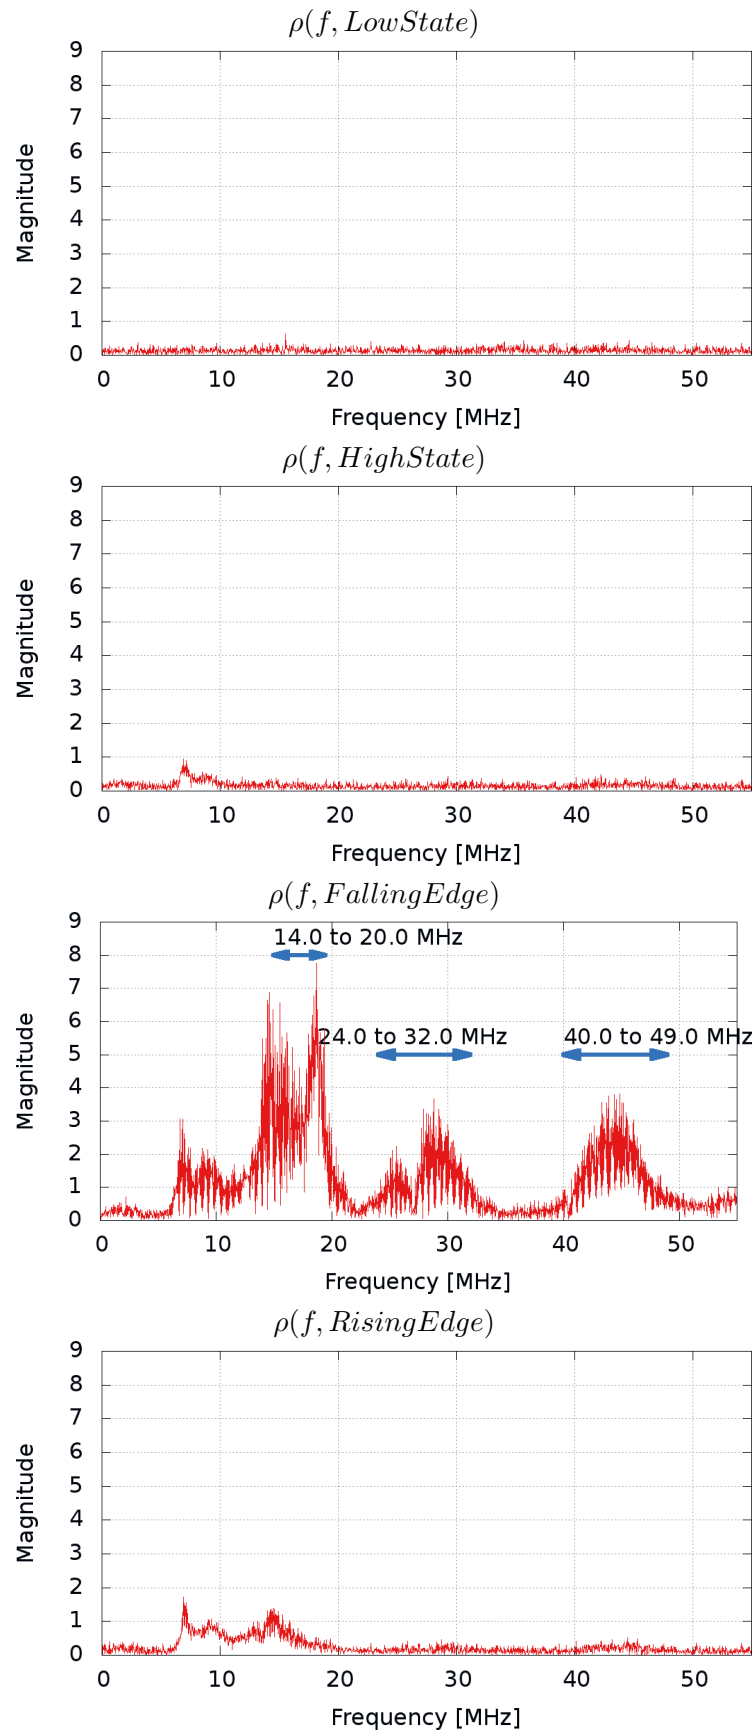 ρ(f, LowState)
9
8
7
6
5
4
3
2
1
0
Magnitude
0 10 20 30 40 50
Frequency [MHz]
ρ(f, HighState)
9
8
7
6
5
4
3
2
1
0
Magnitude
0 10 20 30 40 50
Frequency [MHz]
ρ(f, FallingEdge)
9
8
7
6
5
4
3
2
1
0
Magnitude
14.0 to 20.0 MHz
24.0 to 32.0 MHz
40.0 to 49.0 MHz
0 10 20 30 40 50
Frequency [MHz]
ρ(f, RisingEdge)
9
8
7
6
5
4
3
2
1
0
Magnitude
0 10 20 30 40 50
Frequency [MHz]